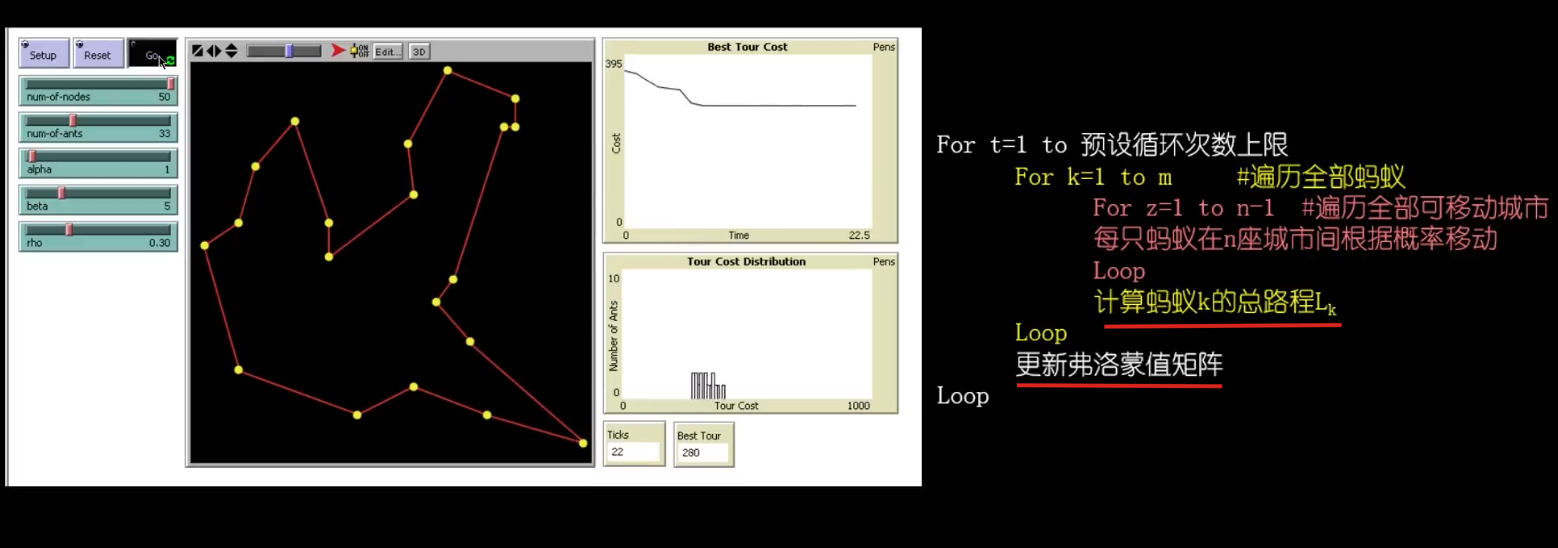 Setup
Reset
Go
num-of-nodes 50
num-of-ants 33
alpha 1
beta 5
rho 0.30
ON
OFF
Edit...
3D
Best Tour Cost
Pens
395
Cost
0
0
Time
22.5
Tour Cost Distribution
Pens
10
Number of Ants
0
0
Tour Cost
1000
Ticks
22
Best Tour
280
For t=1 to 预设循环次数上限
For k=1 to m #遍历全部蚂蚁
For z=1 to n-1 #遍历全部可移动城市
每只蚂蚁在n座城市间根据概率移动
Loop
计算蚂蚁k的总路程Lk
Loop
更新弗洛蒙值矩阵
Loop